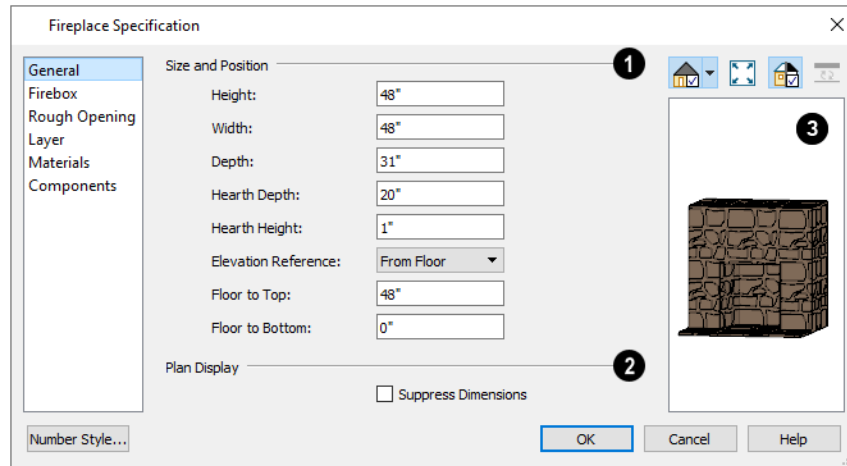 Fireplace Specification
General
Firebox
Rough Opening
Layer
Materials
Components
Size and Position 1
Height: 48"
Width: 48"
Depth: 31"
Hearth Depth: 20"
Hearth Height: 1"
Elevation Reference: From Floor
Floor to Top: 48"
Floor to Bottom: 0"
Plan Display 2
Suppress Dimensions
3
Number Style...
OK Cancel Help